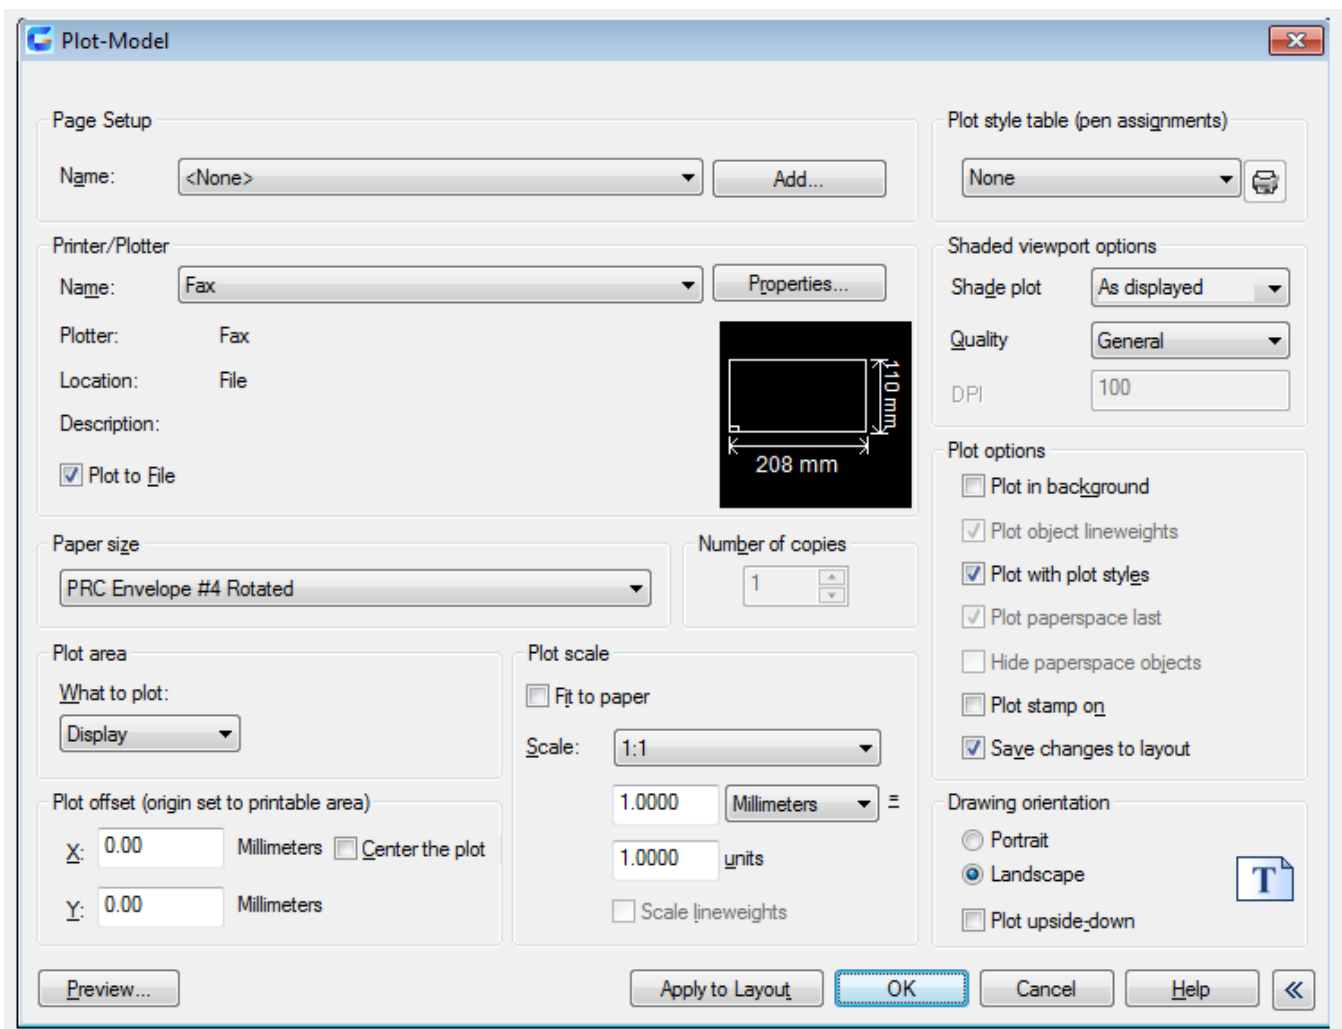 Plot-Model
Page Setup
Name: <None> Add...
Plot style table (pen assignments)
None
Printer/Plotter
Name: Fax Properties...
Plotter: Fax
Location: File
Description:
Plot to File
110 mm
208 mm
Shaded viewport options
Shade plot As displayed
Quality General
DPI 100
Paper size
PRC Envelope #4 Rotated
Number of copies
1
Plot options
Plot in background
Plot object lineweights
Plot with plot styles
Plot paperspace last
Hide paperspace objects
Plot stamp on
Save changes to layout
Plot area
What to plot:
Display
Plot scale
Fit to paper
Scale: 1:1
1.0000 Millimeters =
1.0000 units
Scale lineweights
Plot offset (origin set to printable area)
X: 0.00 Millimeters Center the plot
Y: 0.00 Millimeters
Drawing orientation
Portrait
Landscape
Plot upside-down
T
Preview... Apply to Layout OK Cancel Help «